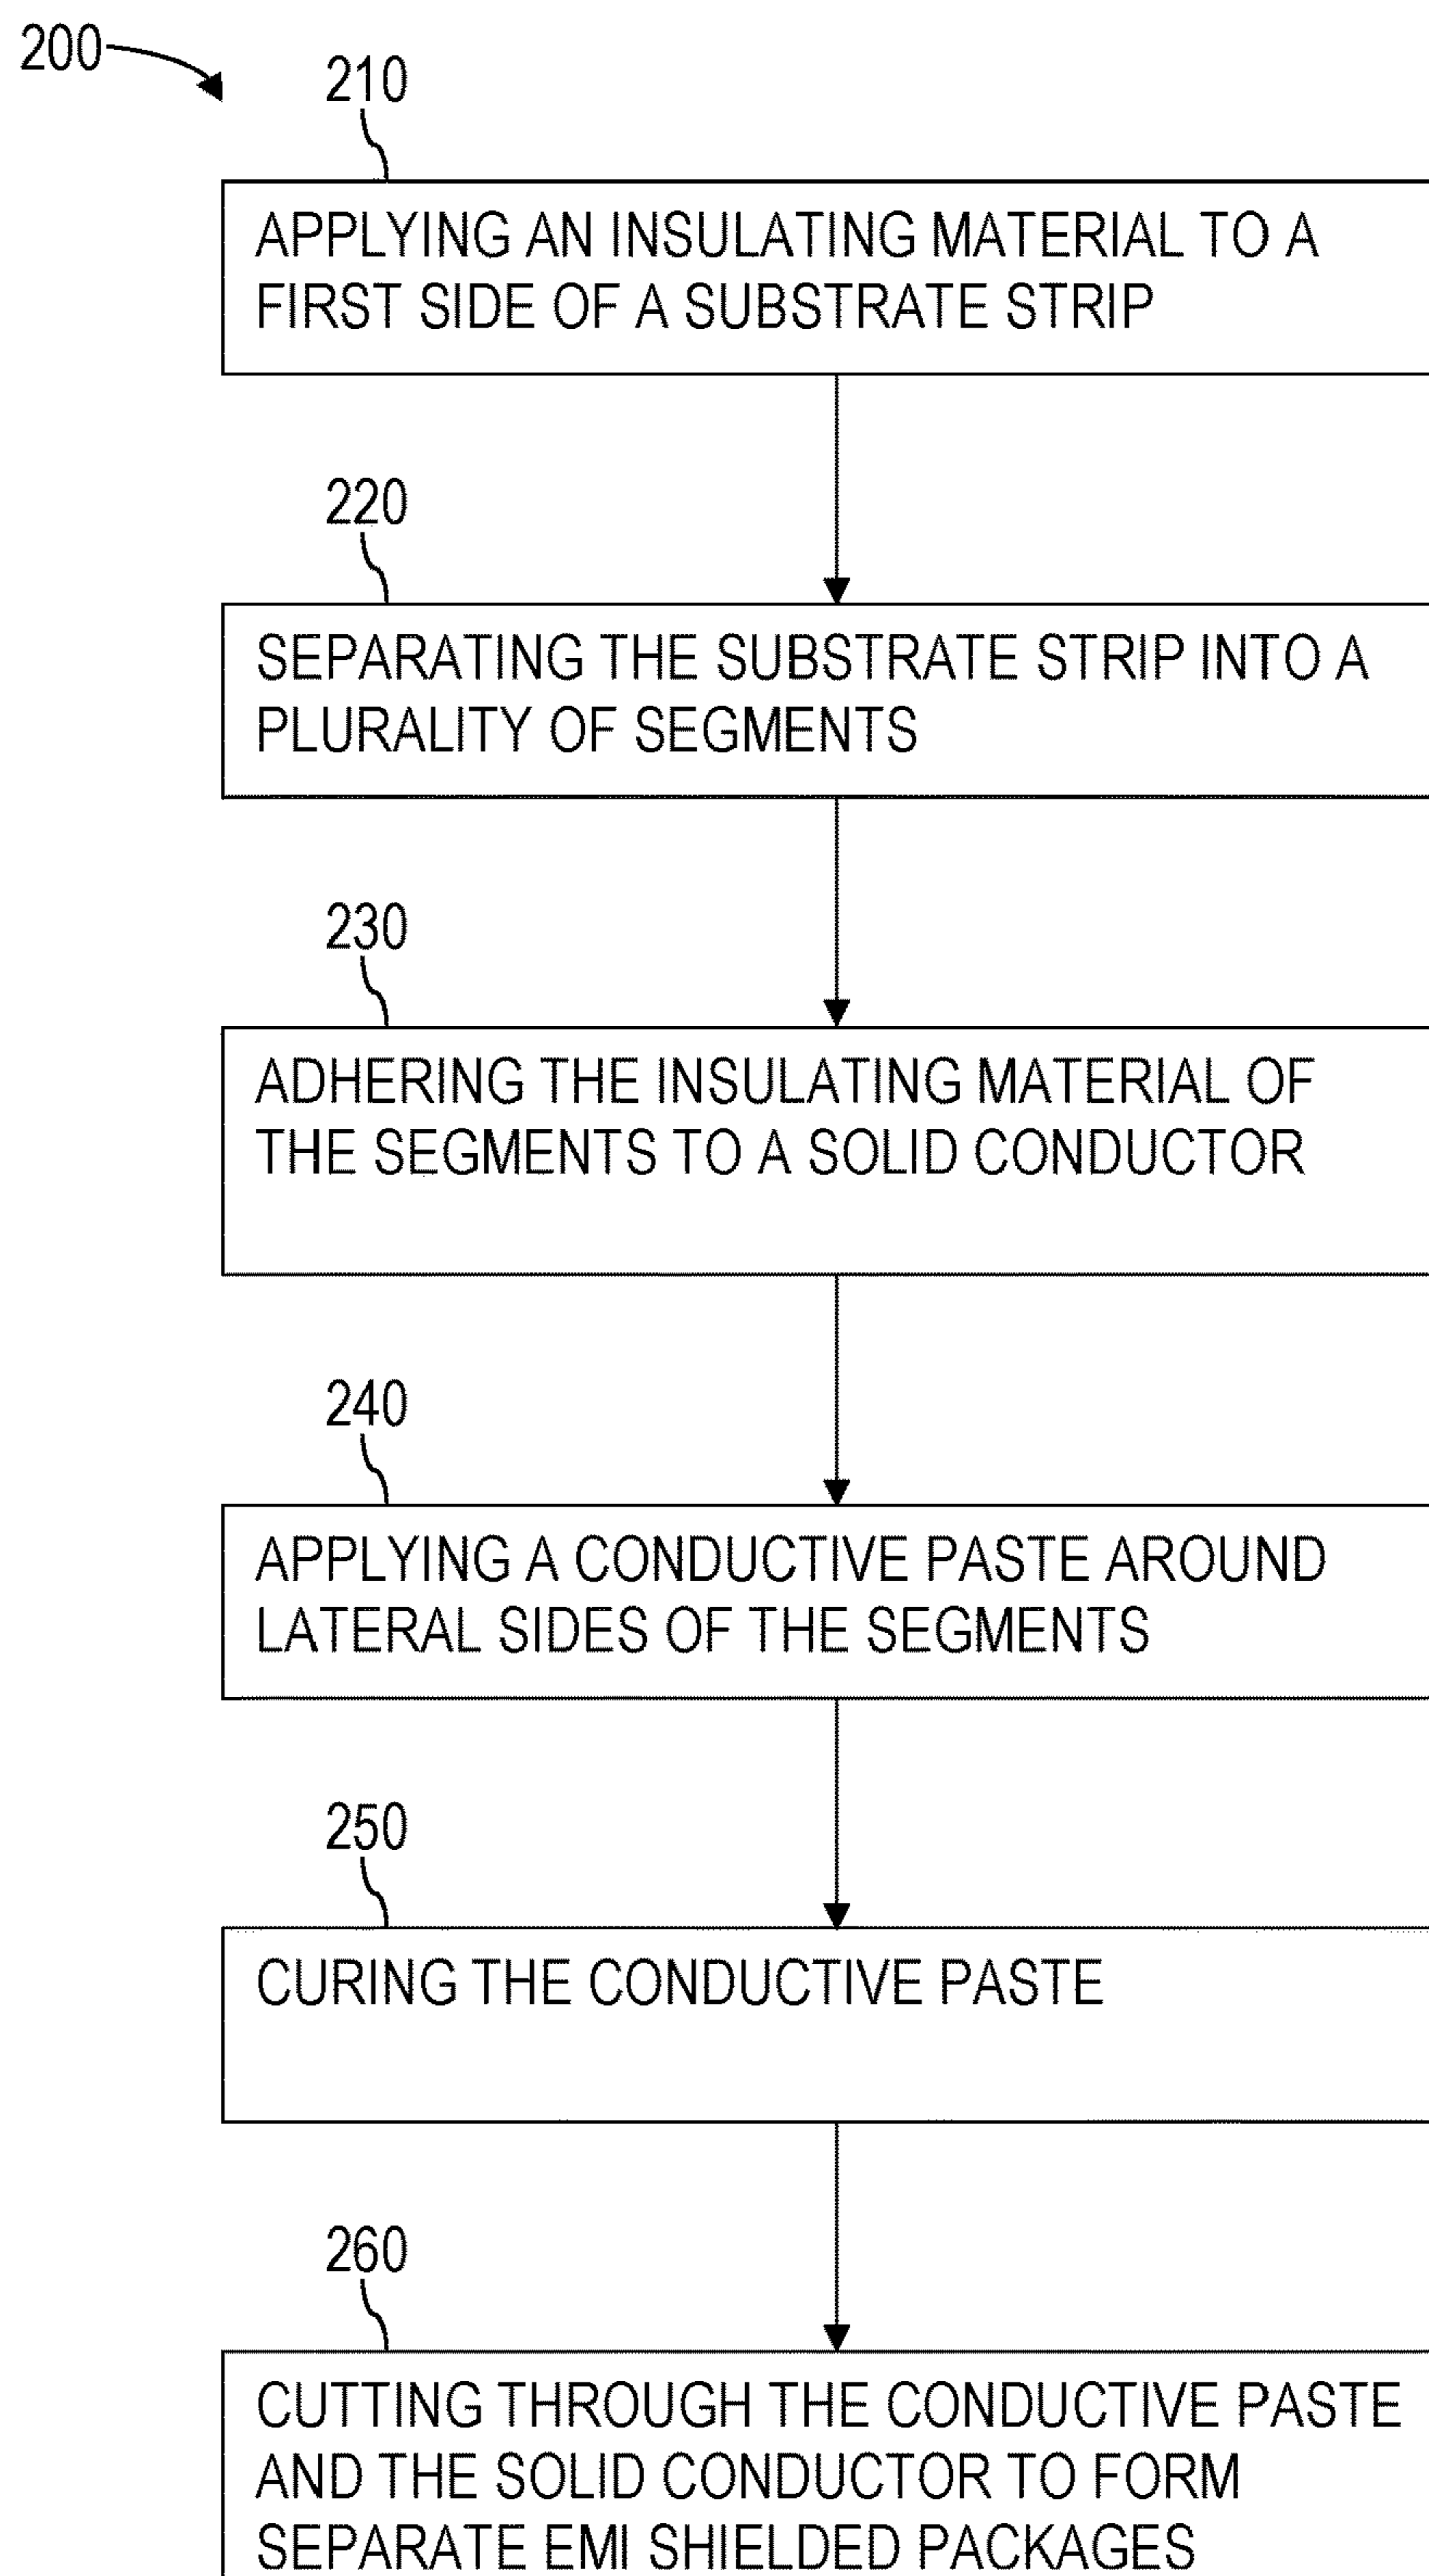 200
210
APPLYING AN INSULATING MATERIAL TO A
FIRST SIDE OF A SUBSTRATE STRIP
220
SEPARATING THE SUBSTRATE STRIP INTO A
PLURALITY OF SEGMENTS
230
ADHERING THE INSULATING MATERIAL OF
THE SEGMENTS TO A SOLID CONDUCTOR
240
APPLYING A CONDUCTIVE PASTE AROUND
LATERAL SIDES OF THE SEGMENTS
250
CURING THE CONDUCTIVE PASTE
260
CUTTING THROUGH THE CONDUCTIVE PASTE
AND THE SOLID CONDUCTOR TO FORM
SEPARATE EMI SHIELDED PACKAGES